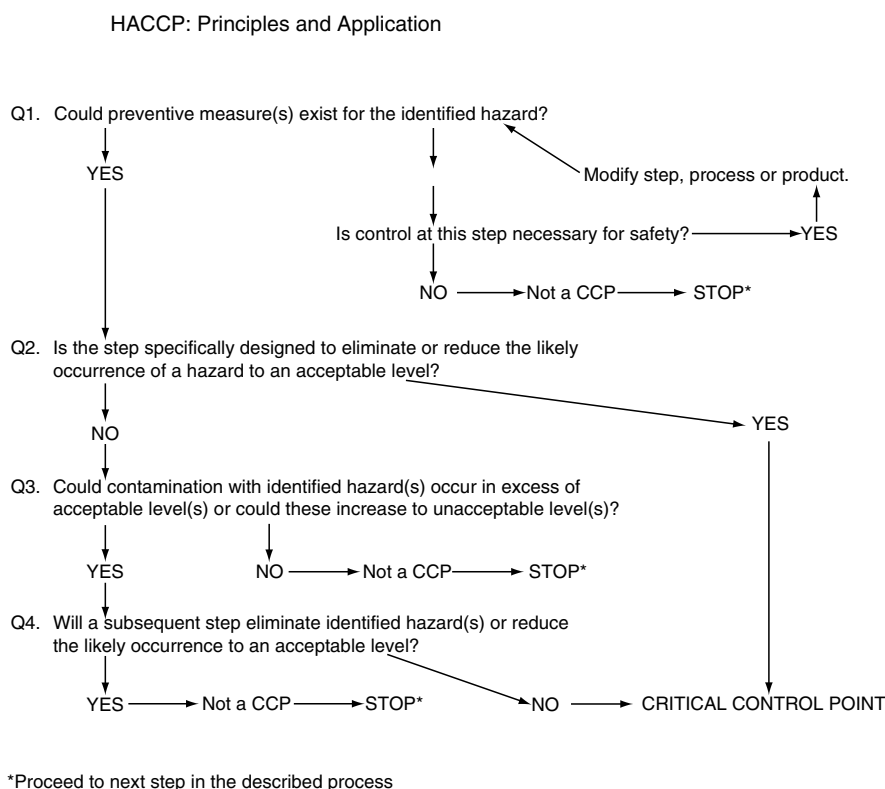 HACCP: Principles and Application
Q1. Could preventive measure(s) exist for the identified hazard?
YES
Modify step, process or product.
Is control at this step necessary for safety?
YES
NO
Not a CCP
STOP*
Q2. Is the step specifically designed to eliminate or reduce the likely
occurrence of a hazard to an acceptable level?
YES
NO
Q3. Could contamination with identified hazard(s) occur in excess of
acceptable level(s) or could these increase to unacceptable level(s)?
YES
NO
Not a CCP
STOP*
Q4. Will a subsequent step eliminate identified hazard(s) or reduce
the likely occurrence to an acceptable level?
YES
Not a CCP
STOP*
NO
CRITICAL CONTROL POINT
*Proceed to next step in the described process